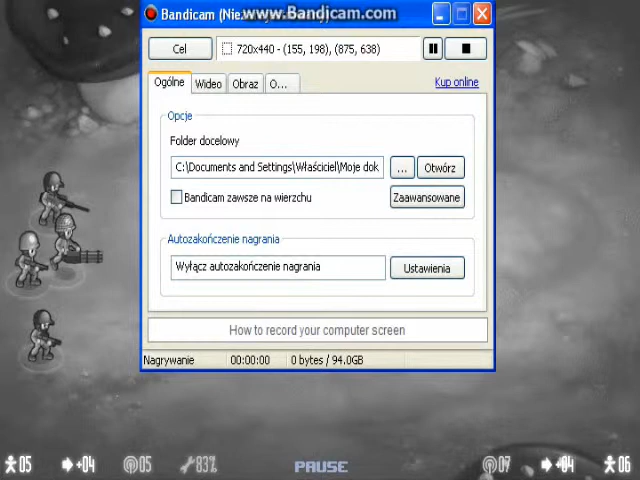 Bandicam (Nie
www.Bandicam.com
Cel
720x440 - (155, 198), (875, 638)
Ogólne Wideo Obraz O... Kup online
Opcje
Folder docelowy
C:\Documents and Settings\Właściciel\Moje dok ... Otwórz
Bandicam zawsze na wierzchu Zaawansowane
Autozakończenie nagrania
Wyłącz autozakończenie nagrania Ustawienia
How to record your computer screen
Nagrywanie 00:00:00 0 bytes / 94.0GB
05 +04 05 83% PAUSE 07 +04 06